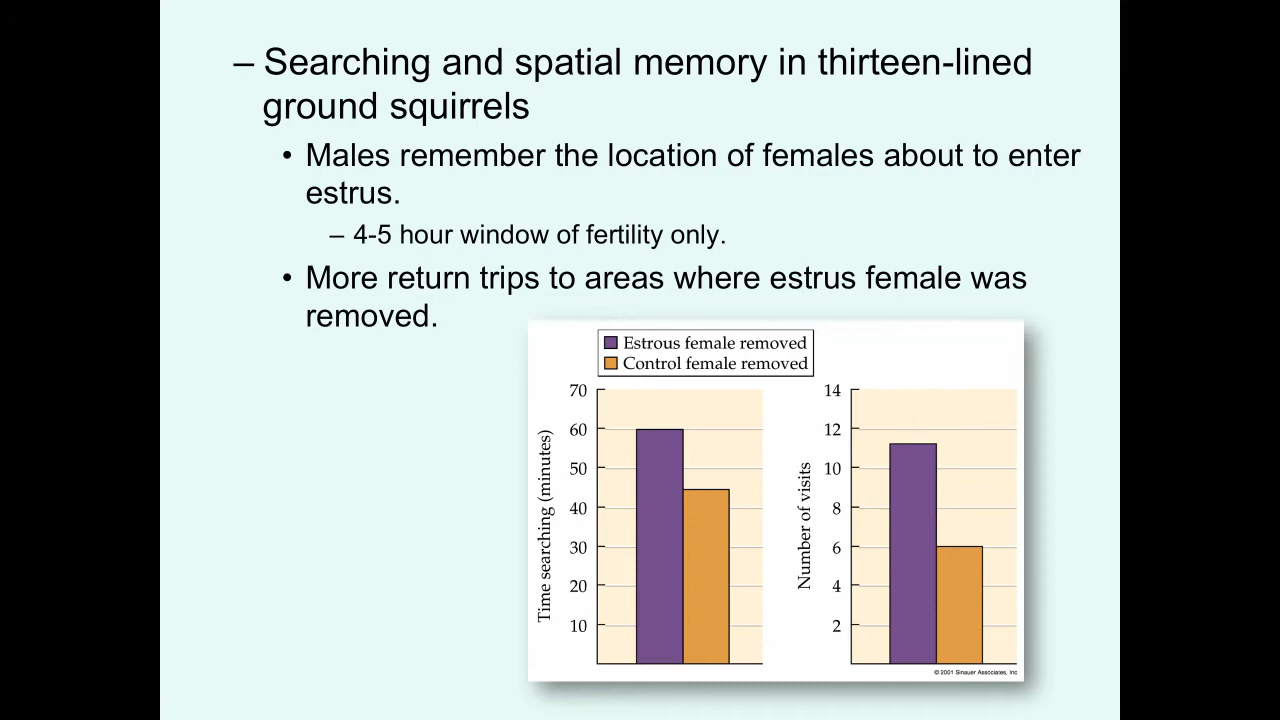 – Searching and spatial memory in thirteen-lined
ground squirrels
• Males remember the location of females about to enter
estrus.
– 4-5 hour window of fertility only.
• More return trips to areas where estrus female was
removed.
Estrous female removed
Control female removed
70
60
50
40
30
20
10
Time searching (minutes)
14
12
10
8
6
4
2
Number of visits
© 2001 Sinauer Associates, Inc